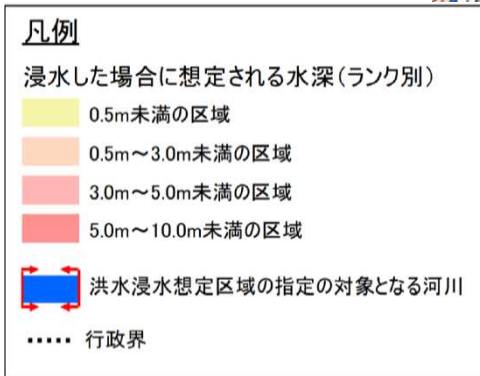 凡例
浸水した場合に想定される水深(ランク別)
0.5m未満の区域
0.5m～3.0m未満の区域
3.0m～5.0m未満の区域
5.0m～10.0m未満の区域
洪水浸水想定区域の指定の対象となる河川
行政界